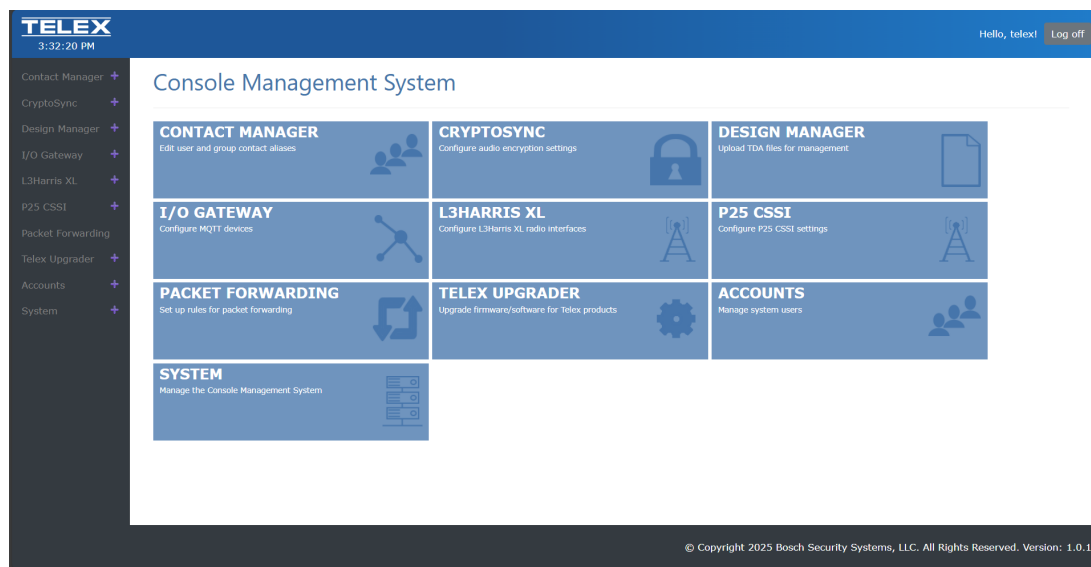 TELEX
3:32:20 PM
Hello, telex!
Log off
Contact Manager +
CryptoSync +
Design Manager +
I/O Gateway +
L3Harris XL +
P25 CSSI +
Packet Forwarding
Telex Upgrader +
Accounts +
System +
Console Management System
CONTACT MANAGER
Edit user and group contact aliases
CRYPTOSYNC
Configure audio encryption settings
DESIGN MANAGER
Upload TDA files for management
I/O GATEWAY
Configure MQTT devices
L3HARRIS XL
Configure L3Harris XL radio interfaces
P25 CSSI
Configure P25 CSSI settings
PACKET FORWARDING
Set up rules for packet forwarding
TELEX UPGRADER
Upgrade firmware/software for Telex products
ACCOUNTS
Manage system users
SYSTEM
Manage the Console Management System
© Copyright 2025 Bosch Security Systems, LLC. All Rights Reserved. Version: 1.0.1